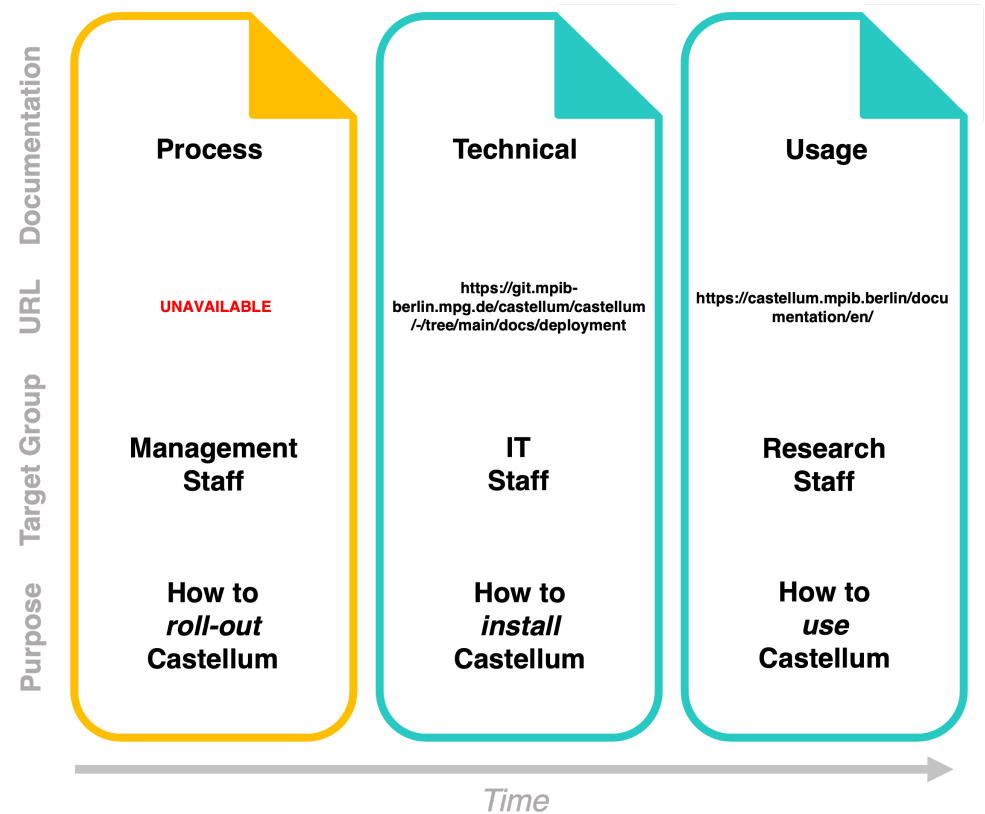 Documentation
Process
Technical
Usage
URL
UNAVAILABLE
https://git.mpib-
berlin.mpg.de/castellum/castellum
/-/tree/main/docs/deployment
https://castellum.mpib.berlin/docu
mentation/en/
Target Group
Management
Staff
IT
Staff
Research
Staff
Purpose
How to
roll-out
Castellum
How to
install
Castellum
How to
use
Castellum
Time